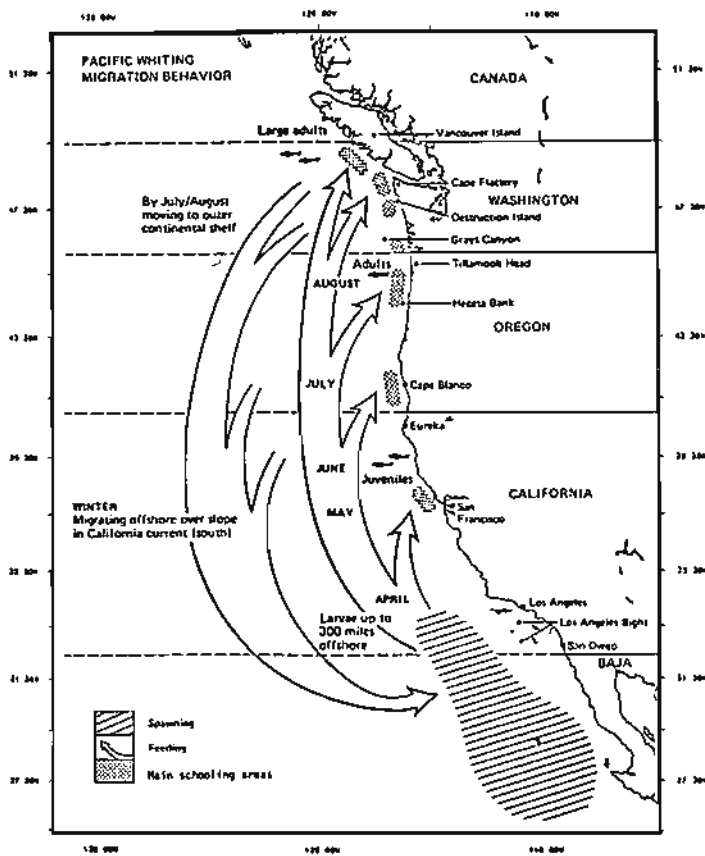 PACIFIC WHITING
MIGRATION BEHAVIOR
CANADA
Large adults
Vancouver Island
Cape Flattery
WASHINGTON
Destruction Island
By July/August
moving to outer
continental shelf
Grays Canyon
Tillamook Head
Adults
AUGUST
Heceta Bank
OREGON
JULY
Cape Blanco
Eureka
JUNE
Juveniles
CALIFORNIA
San
Francisco
WINTER
Migrating offshore over slope
in California current (south)
MAY
APRIL
Los Angeles
Larvae up to
300 miles
offshore
Los Angeles Bight
San Diego
BAJA
Spawning
Feeding
Main schooling areas